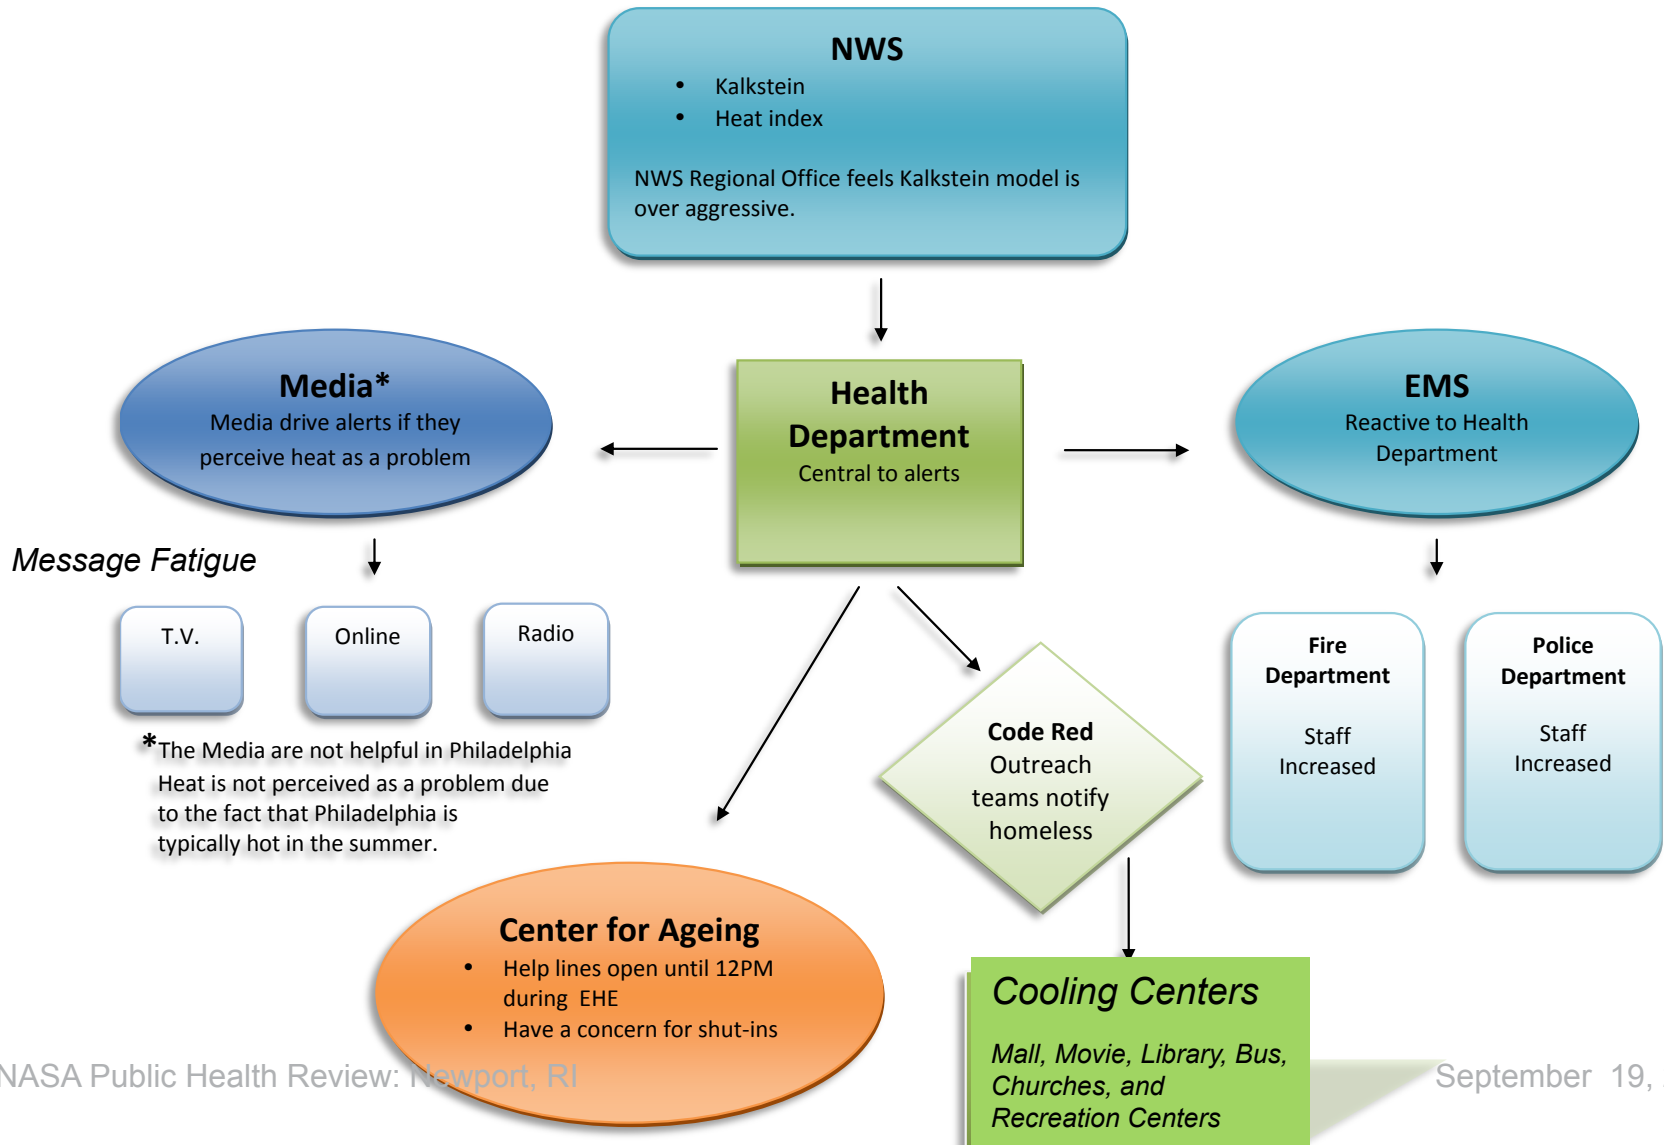 NWS
• Kalkstein
• Heat index
NWS Regional Office feels Kalkstein model is
over aggressive.
Media*
Media drive alerts if they
perceive heat as a problem
Health
Department
Central to alerts
EMS
Reactive to Health
Department
Message Fatigue
T.V.
Online
Radio
*The Media are not helpful in Philadelphia
Heat is not perceived as a problem due
to the fact that Philadelphia is
typically hot in the summer.
Code Red
Outreach
teams notify
homeless
Fire
Department
Staff
Increased
Police
Department
Staff
Increased
Center for Ageing
• Help lines open until 12PM
during EHE
• Have a concern for shut-ins
Cooling Centers
Mall, Movie, Library, Bus,
Churches, and
Recreation Centers
NASA Public Health Review: Newport, RI
September 19,